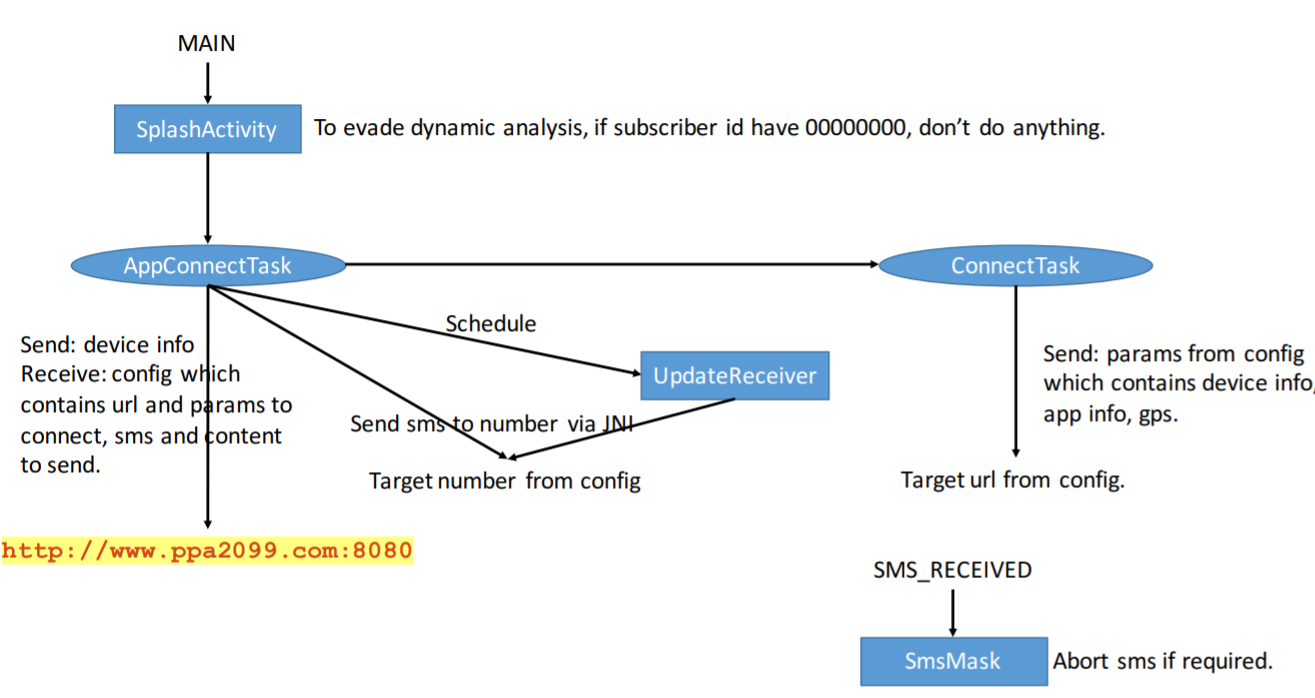 MAIN
SplashActivity
To evade dynamic analysis, if subscriber id have 00000000, don't do anything.
AppConnectTask
ConnectTask
Schedule
Send: device info
Receive: config which
contains url and params to
connect, sms and content
to send.
UpdateReceiver
Send: params from config
which contains device info,
app info, gps.
Send sms to number via JNI
Target number from config
Target url from config.
http://www.ppa2099.com:8080
SMS_RECEIVED
SmsMask
Abort sms if required.